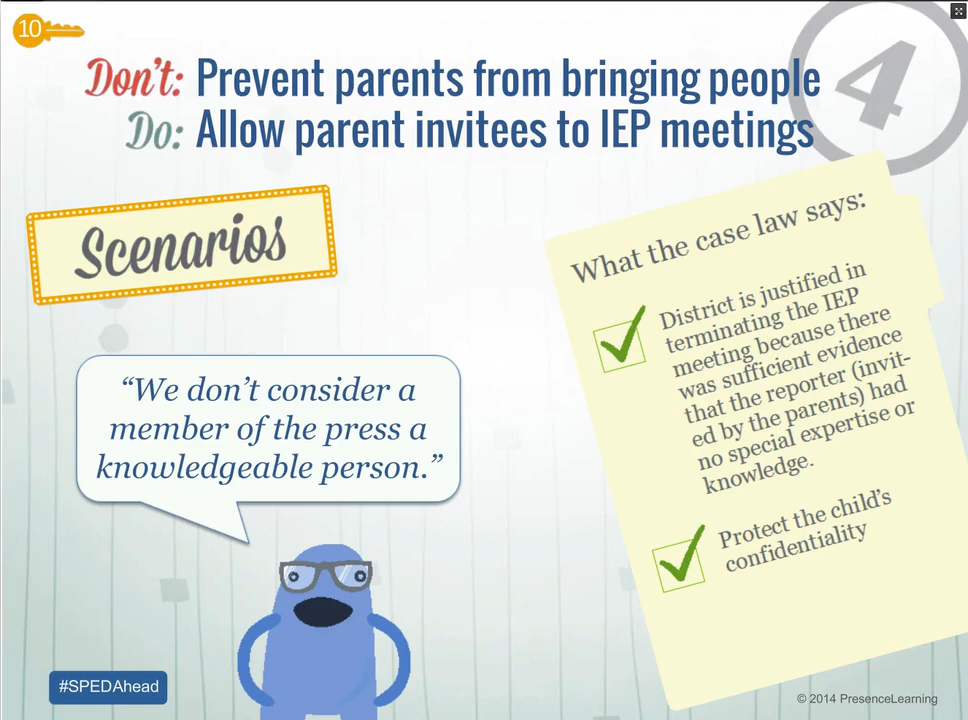 10
4
Don't: Prevent parents from bringing people
Do: Allow parent invitees to IEP meetings
Scenarios
“We don’t consider a
member of the press a
knowledgeable person.”
What the case law says:
District is justified in
terminating the IEP
meeting because there
was sufficient evidence
that the reporter (invit-
ed by the parents) had
no special expertise or
knowledge.
Protect the child’s
confidentiality
#SPEDAhead
© 2014 PresenceLearning